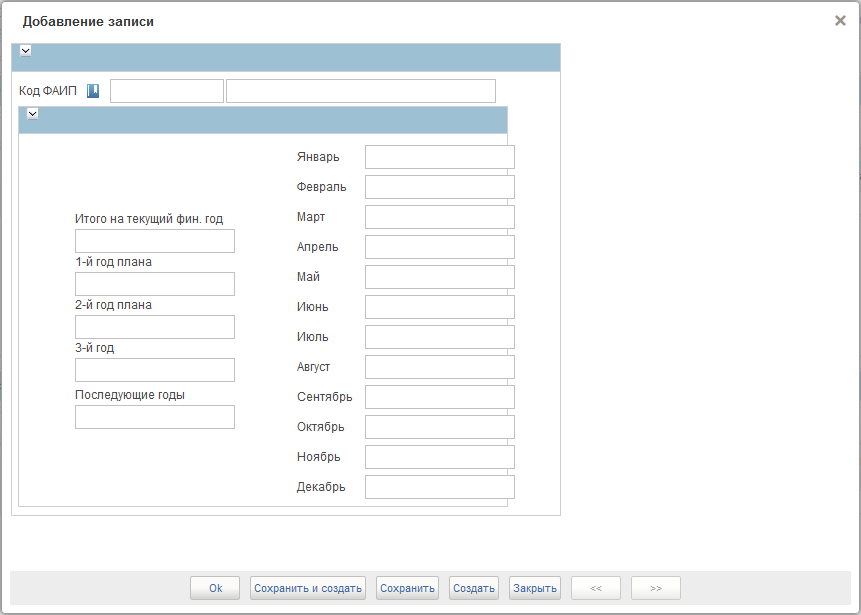 Добавление записи
Код ФАИП
Итого на текущий фин. год
1-й год плана
2-й год плана
3-й год
Последующие годы
Январь
Февраль
Март
Апрель
Май
Июнь
Июль
Август
Сентябрь
Октябрь
Ноябрь
Декабрь
Ok Сохранить и создать Сохранить Создать Закрыть << >>